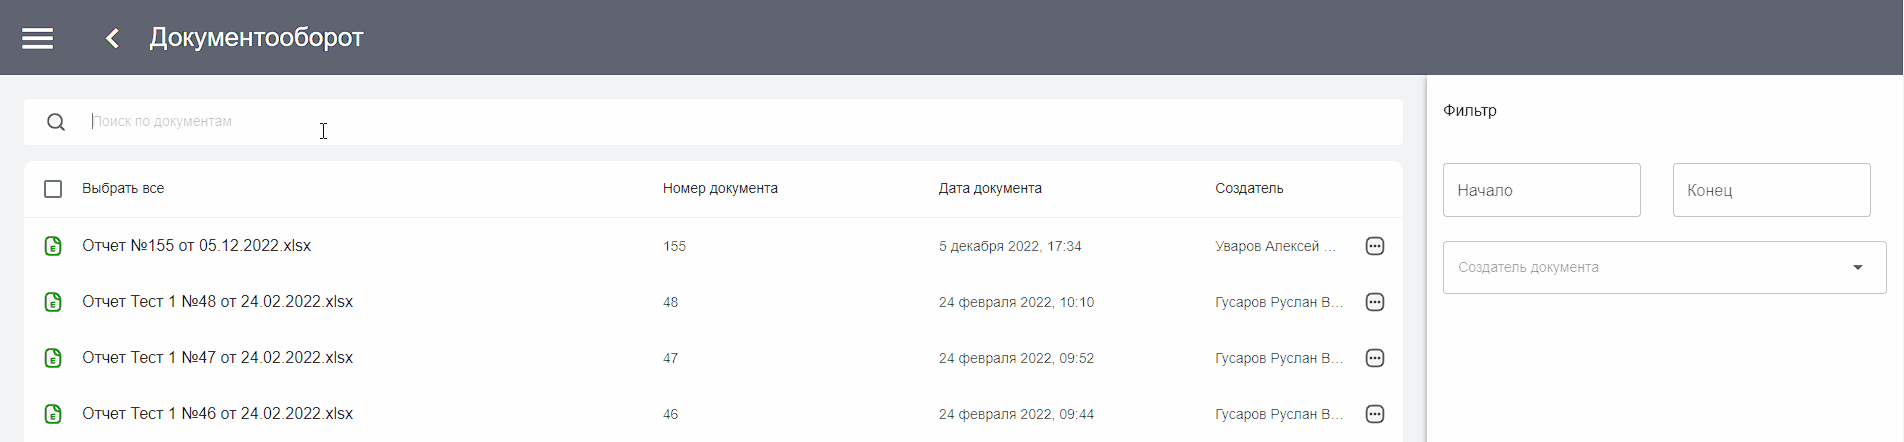 Документооборот
Поиск по документам
Выбрать все Номер документа Дата документа Создатель
Отчет №155 от 05.12.2022.xlsx 155 5 декабря 2022, 17:34 Уваров Алексей ...
Отчет Тест 1 №48 от 24.02.2022.xlsx 48 24 февраля 2022, 10:10 Гусаров Руслан В...
Отчет Тест 1 №47 от 24.02.2022.xlsx 47 24 февраля 2022, 09:52 Гусаров Руслан В...
Отчет Тест 1 №46 от 24.02.2022.xlsx 46 24 февраля 2022, 09:44 Гусаров Руслан В...
Фильтр
Начало Конец
Создатель документа